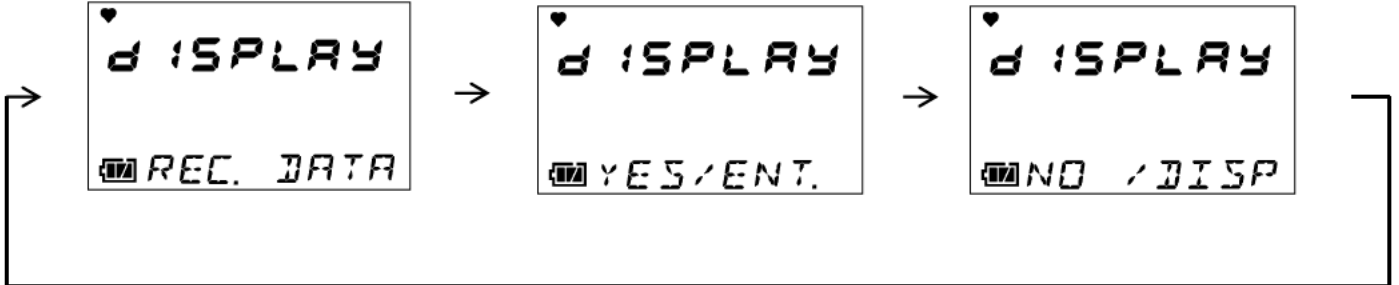 dISPLAY
REC. DATA
dISPLAY
YES/ENT.
dISPLAY
NO /DISP